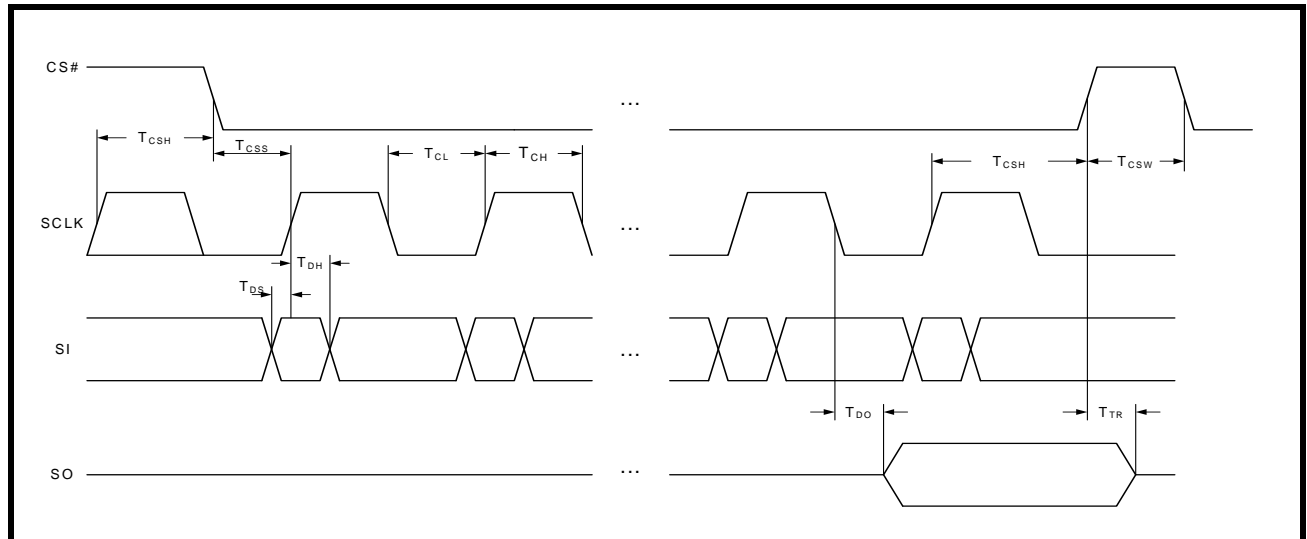 CS#
...
T_CSH
T_CSS
T_CL
T_CH
T_CSH
T_CSW
SCLK
...
T_DH
T_DS
SI
...
T_DO
T_TR
SO
...